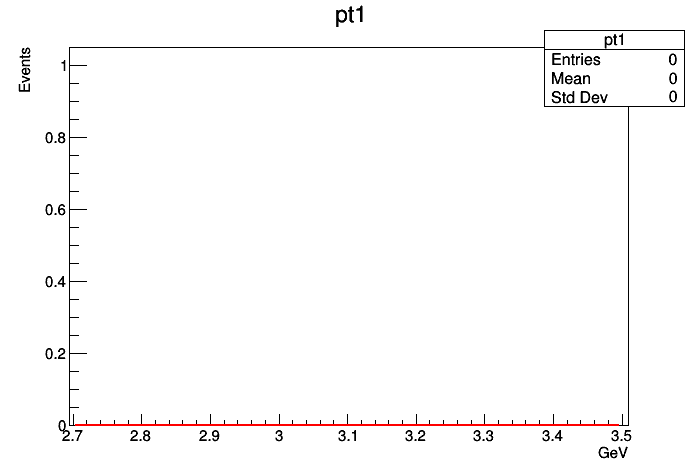 pt1
pt1
Entries 0
Mean 0
Std Dev 0
Events
1
0.8
0.6
0.4
0.2
0
2.7 2.8 2.9 3 3.1 3.2 3.3 3.4 3.5
GeV